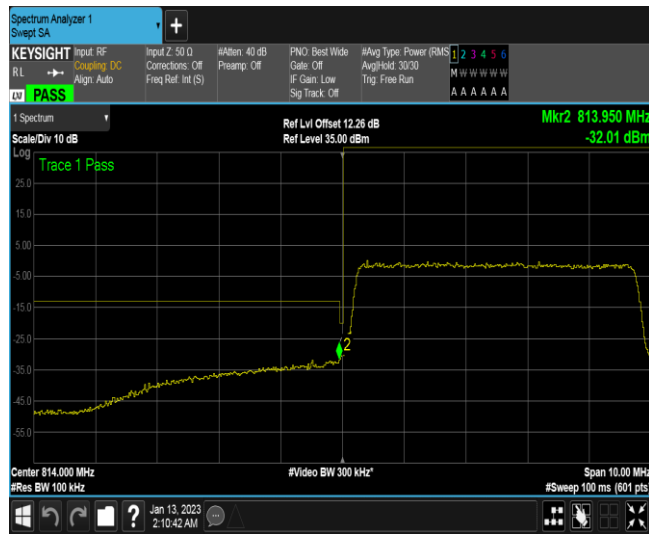 Spectrum Analyzer 1
Swept SA
+
KEYSIGHT
RL
LXI PASS
Input: RF
Coupling: DC
Align: Auto
Input Z: 50 Ω
Corrections: Off
Freq Ref: Int (S)
#Atten: 40 dB
Preamp: Off
PNO: Best Wide
Gate: Off
IF Gain: Low
Sig Track: Off
#Avg Type: Power (RMS
Avg|Hold: 30/30
Trig: Free Run
1 2 3 4 5 6
M W W W W W
A A A A A A
1 Spectrum
Scale/Div 10 dB
Ref Lvl Offset 12.26 dB
Ref Level 35.00 dBm
Mkr2 813.950 MHz
-32.01 dBm
Log
Trace 1 Pass
25.0
15.0
5.00
-5.00
-15.0
-25.0
-35.0
-45.0
-55.0
2
Center 814.000 MHz
#Res BW 100 kHz
#Video BW 300 kHz*
Span 10.00 MHz
#Sweep 100 ms (601 pts
?
Jan 13, 2023
2:10:42 AM